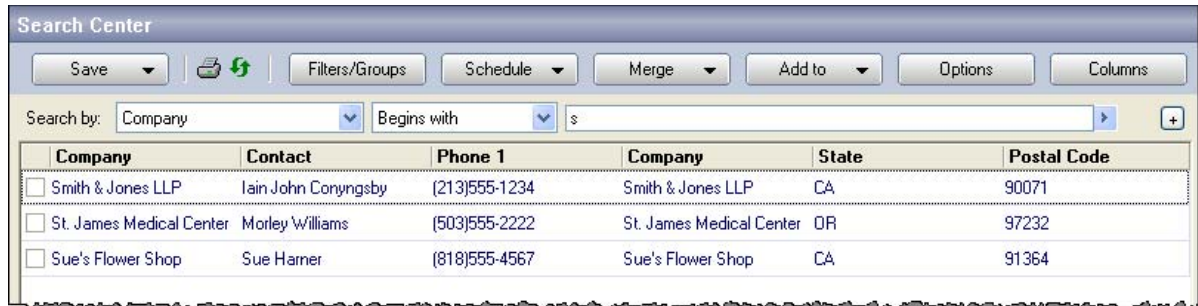 Search Center
Save Filters/Groups Schedule Merge Add to Options Columns
Search by: Company Begins with s +
Company Contact Phone 1 Company State Postal Code
Smith & Jones LLP Iain John Conyngsby (213)555-1234 Smith & Jones LLP CA 90071
St. James Medical Center Morley Williams (503)555-2222 St. James Medical Center OR 97232
Sue's Flower Shop Sue Harner (818)555-4567 Sue's Flower Shop CA 91364